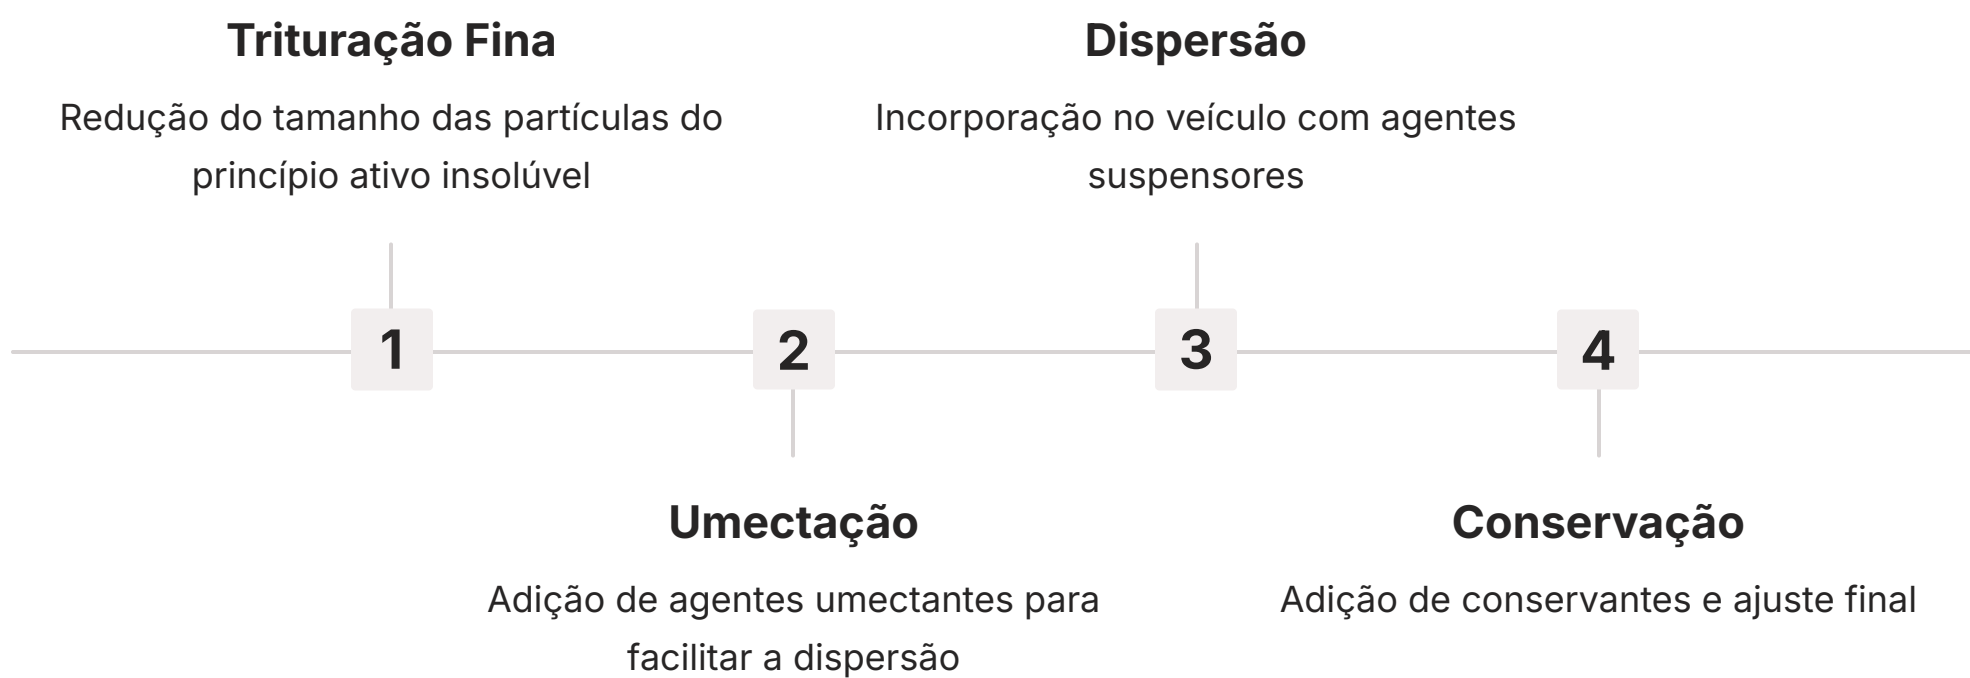 Trituração Fina
Redução do tamanho das partículas do
princípio ativo insolúvel
1
2
Umectação
Adição de agentes umectantes para
facilitar a dispersão
Dispersão
Incorporação no veículo com agentes
suspensores
3
4
Conservação
Adição de conservantes e ajuste final